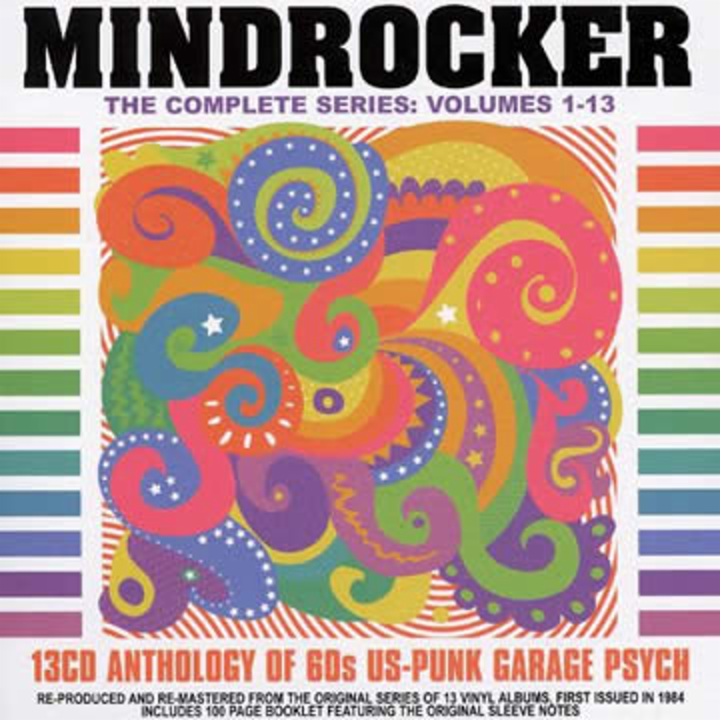 MINDROCKER
THE COMPLETE SERIES: VOLUMES 1-13
13CD ANTHOLOGY OF 60s US-PUNK GARAGE PSYCH
RE-PRODUCED AND RE-MASTERED FROM THE ORIGINAL SERIES OF 13 VINYL ALBUMS, FIRST ISSUED IN 1984
INCLUDES 100 PAGE BOOKLET FEATURING THE ORIGINAL SLEEVE NOTES